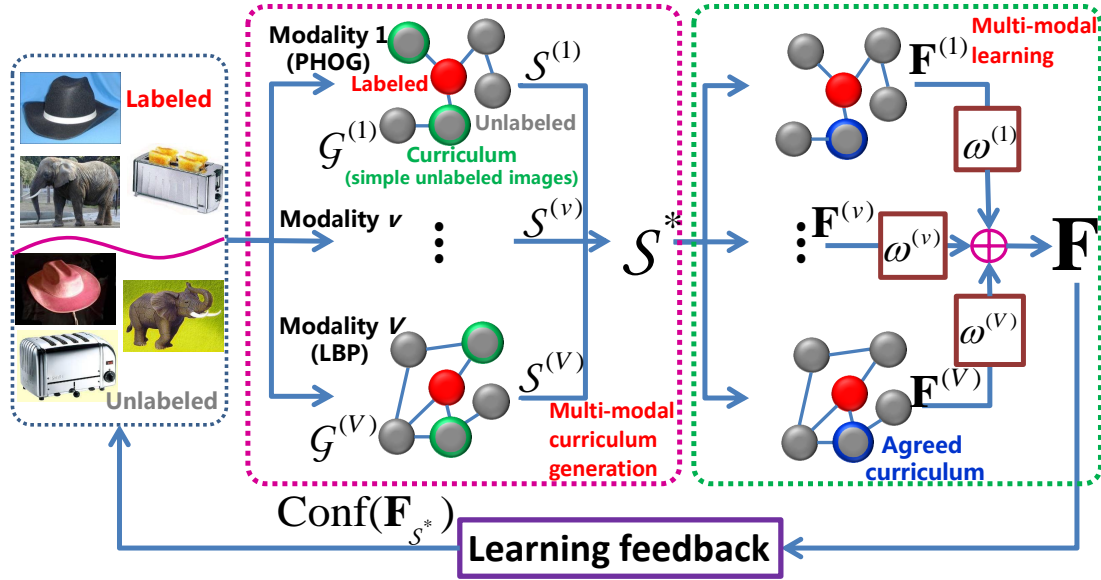 Labeled
Unlabeled
Modality 1
(PHOG)
Labeled
Unlabeled
𝒢^(1)
Curriculum
(simple unlabeled images)
𝒮^(1)
Modality v
𝒮^(v)
𝒮*
Modality V
(LBP)
𝒢^(V)
𝒮^(V)
Multi-modal
curriculum
generation
Multi-modal
learning
F^(1)
ω^(1)
F^(v)
ω^(v)
F
ω^(V)
F^(V)
Agreed
curriculum
Conf(F_𝒮*)
Learning feedback